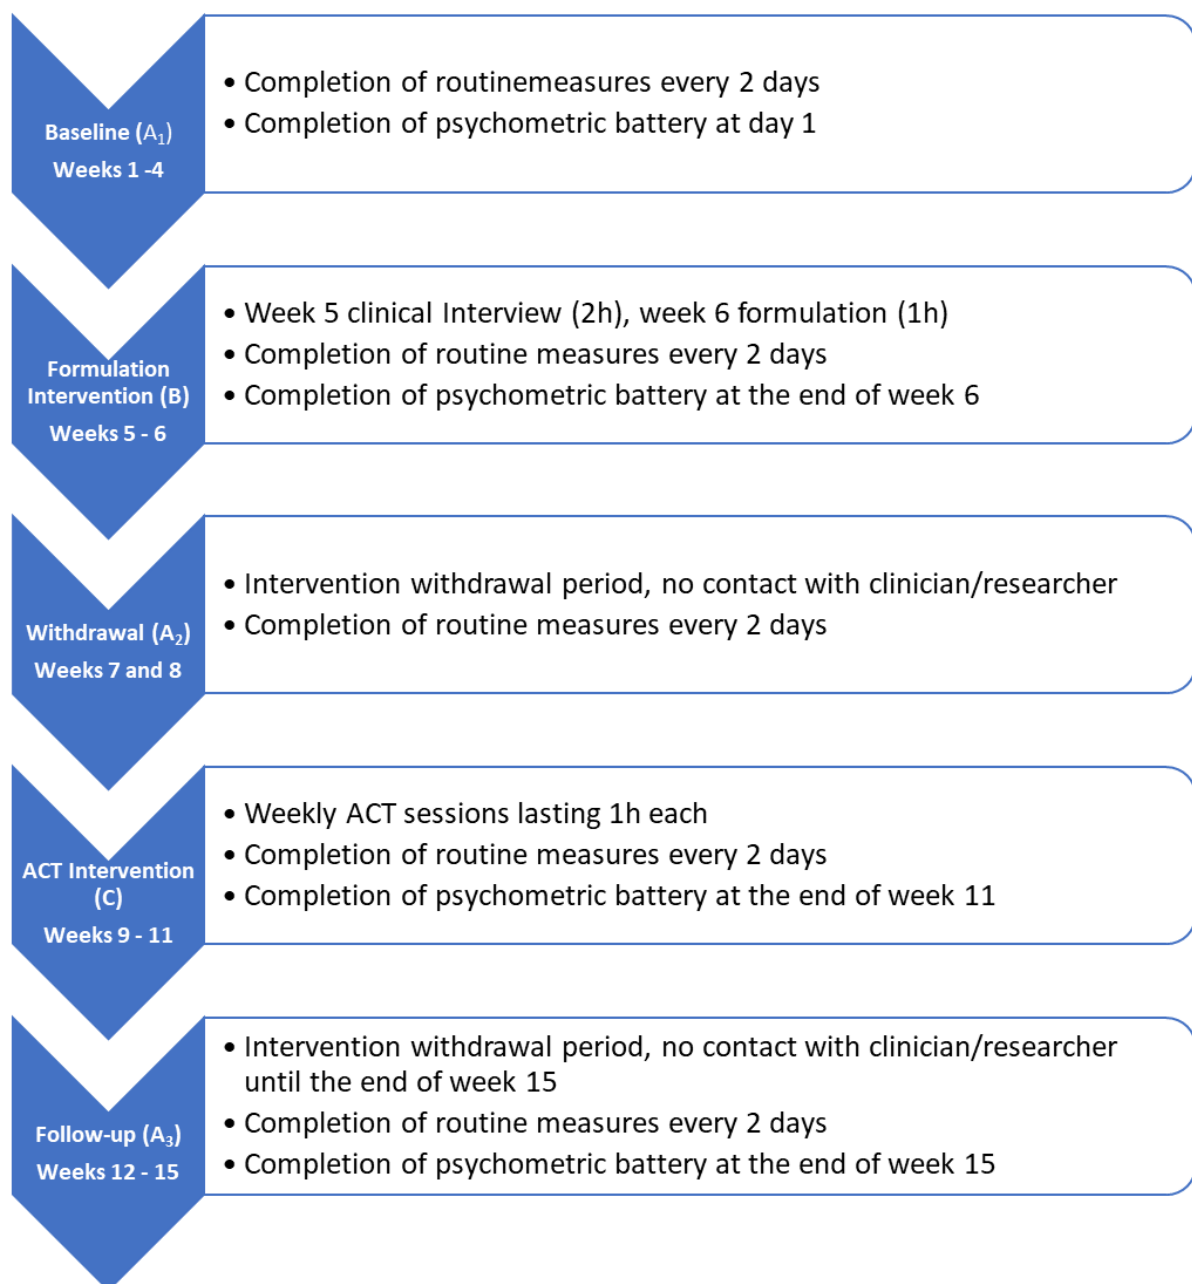 Baseline (A₁)
Weeks 1 -4
• Completion of routinemeasures every 2 days
• Completion of psychometric battery at day 1
Formulation
Intervention (B)
Weeks 5 - 6
• Week 5 clinical Interview (2h), week 6 formulation (1h)
• Completion of routine measures every 2 days
• Completion of psychometric battery at the end of week 6
Withdrawal (A₂)
Weeks 7 and 8
• Intervention withdrawal period, no contact with clinician/researcher
• Completion of routine measures every 2 days
ACT Intervention
(C)
Weeks 9 - 11
• Weekly ACT sessions lasting 1h each
• Completion of routine measures every 2 days
• Completion of psychometric battery at the end of week 11
Follow-up (A₃)
Weeks 12 - 15
• Intervention withdrawal period, no contact with clinician/researcher
until the end of week 15
• Completion of routine measures every 2 days
• Completion of psychometric battery at the end of week 15